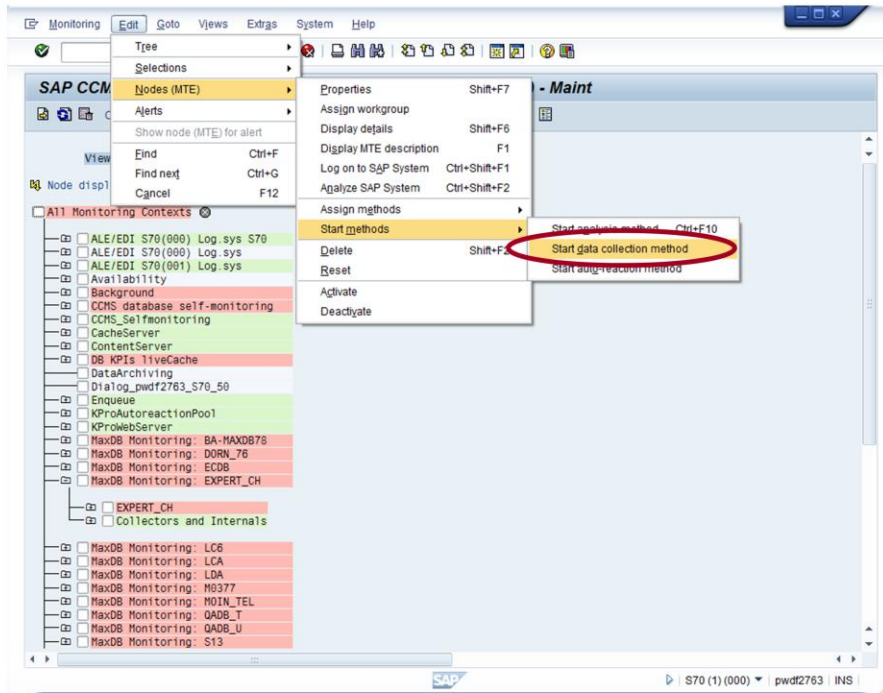 Monitoring Edit Goto Views Extras System Help
Tree
Selections
SAP CCM
Nodes (MTE)
- Maint
Alerts
Show node (MTE) for alert
Find Ctrl+F
Find next Ctrl+G
Cancel F12
Properties Shift+F7
Assign workgroup
Display details Shift+F6
Display MTE description F1
Log on to SAP System Ctrl+Shift+F1
Analyze SAP System Ctrl+Shift+F2
Assign methods
Start methods
Delete Shift+F2
Reset
Activate
Deactivate
Start analysis method Ctrl+F10
Start data collection method
Start auto-reaction method
View
Node displ
All Monitoring Contexts
ALE/EDI S70(000) Log.sys S70
ALE/EDI S70(000) Log.sys
ALE/EDI S70(001) Log.sys
Availability
Background
CCMS database self-monitoring
CCMS_Selfmonitoring
CacheServer
ContentServer
DB KPIs liveCache
DataArchiving
Dialog_pwdf2763_S70_50
Enqueue
KProAutoreactionPool
KProWebServer
MaxDB Monitoring: BA-MAXDB78
MaxDB Monitoring: DORN_76
MaxDB Monitoring: ECDB
MaxDB Monitoring: EXPERT_CH
EXPERT_CH
Collectors and Internals
MaxDB Monitoring: LC6
MaxDB Monitoring: LCA
MaxDB Monitoring: LDA
MaxDB Monitoring: M0377
MaxDB Monitoring: MOIN_TEL
MaxDB Monitoring: QADB_T
MaxDB Monitoring: QADB_U
MaxDB Monitoring: S13
SAP
S70 (1) (000) pwdf2763 INS